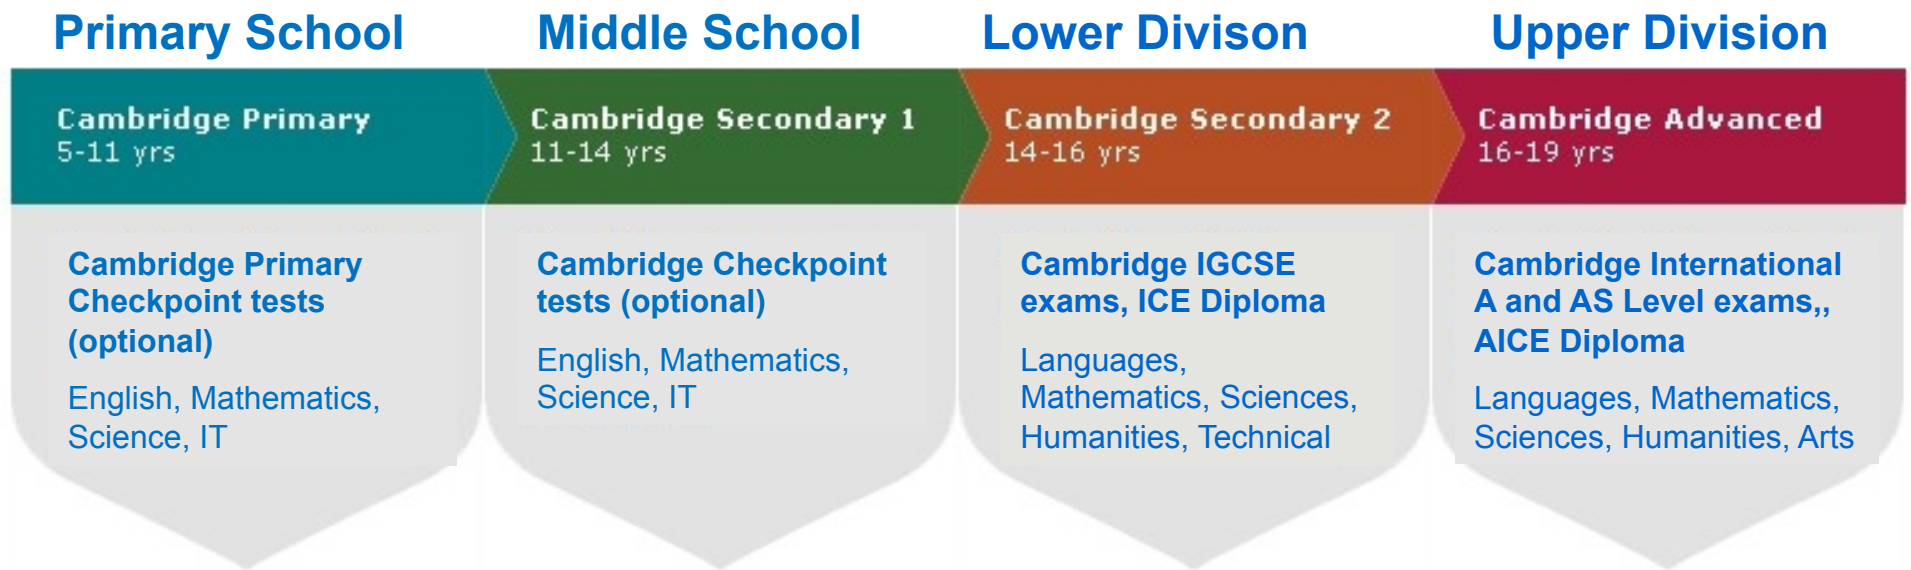 Primary School
Middle School
Lower Divison
Upper Division
Cambridge Primary
5-11 yrs
Cambridge Secondary 1
11-14 yrs
Cambridge Secondary 2
14-16 yrs
Cambridge Advanced
16-19 yrs
Cambridge Primary
Checkpoint tests
(optional)
English, Mathematics,
Science, IT
Cambridge Checkpoint
tests (optional)
English, Mathematics,
Science, IT
Cambridge IGCSE
exams, ICE Diploma
Languages,
Mathematics, Sciences,
Humanities, Technical
Cambridge International
A and AS Level exams,,
AICE Diploma
Languages, Mathematics,
Sciences, Humanities, Arts